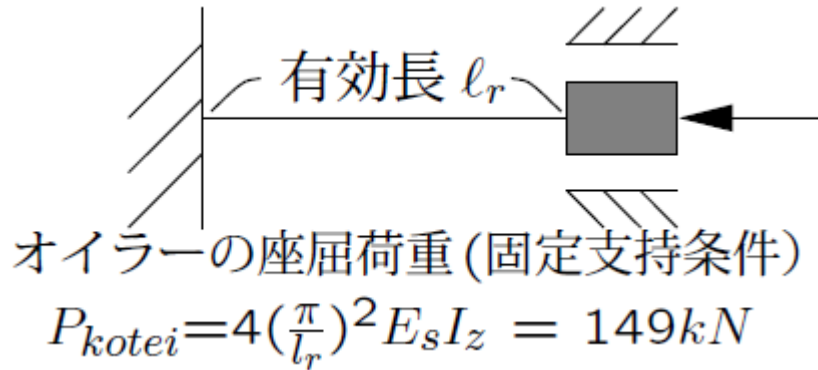 有効長 ℓr
オイラーの座屈荷重(固定支持条件)
Pkotei=4(π/lr)²EsIz = 149kN